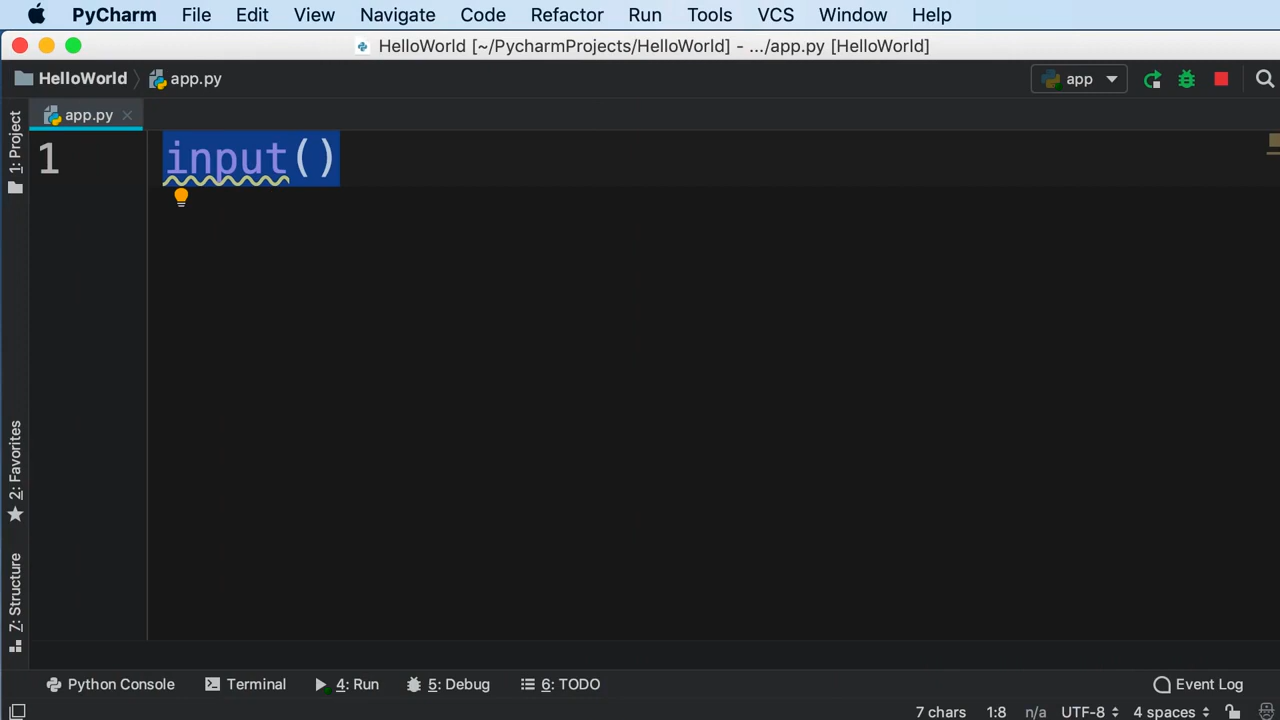 PyCharm File Edit View Navigate Code Refactor Run Tools VCS Window Help
HelloWorld [~/PycharmProjects/HelloWorld] - .../app.py [HelloWorld]
HelloWorld app.py
app
app.py
1: Project
1 input()
2: Favorites
7: Structure
Python Console Terminal 4: Run 5: Debug 6: TODO Event Log
7 chars 1:8 n/a UTF-8 4 spaces